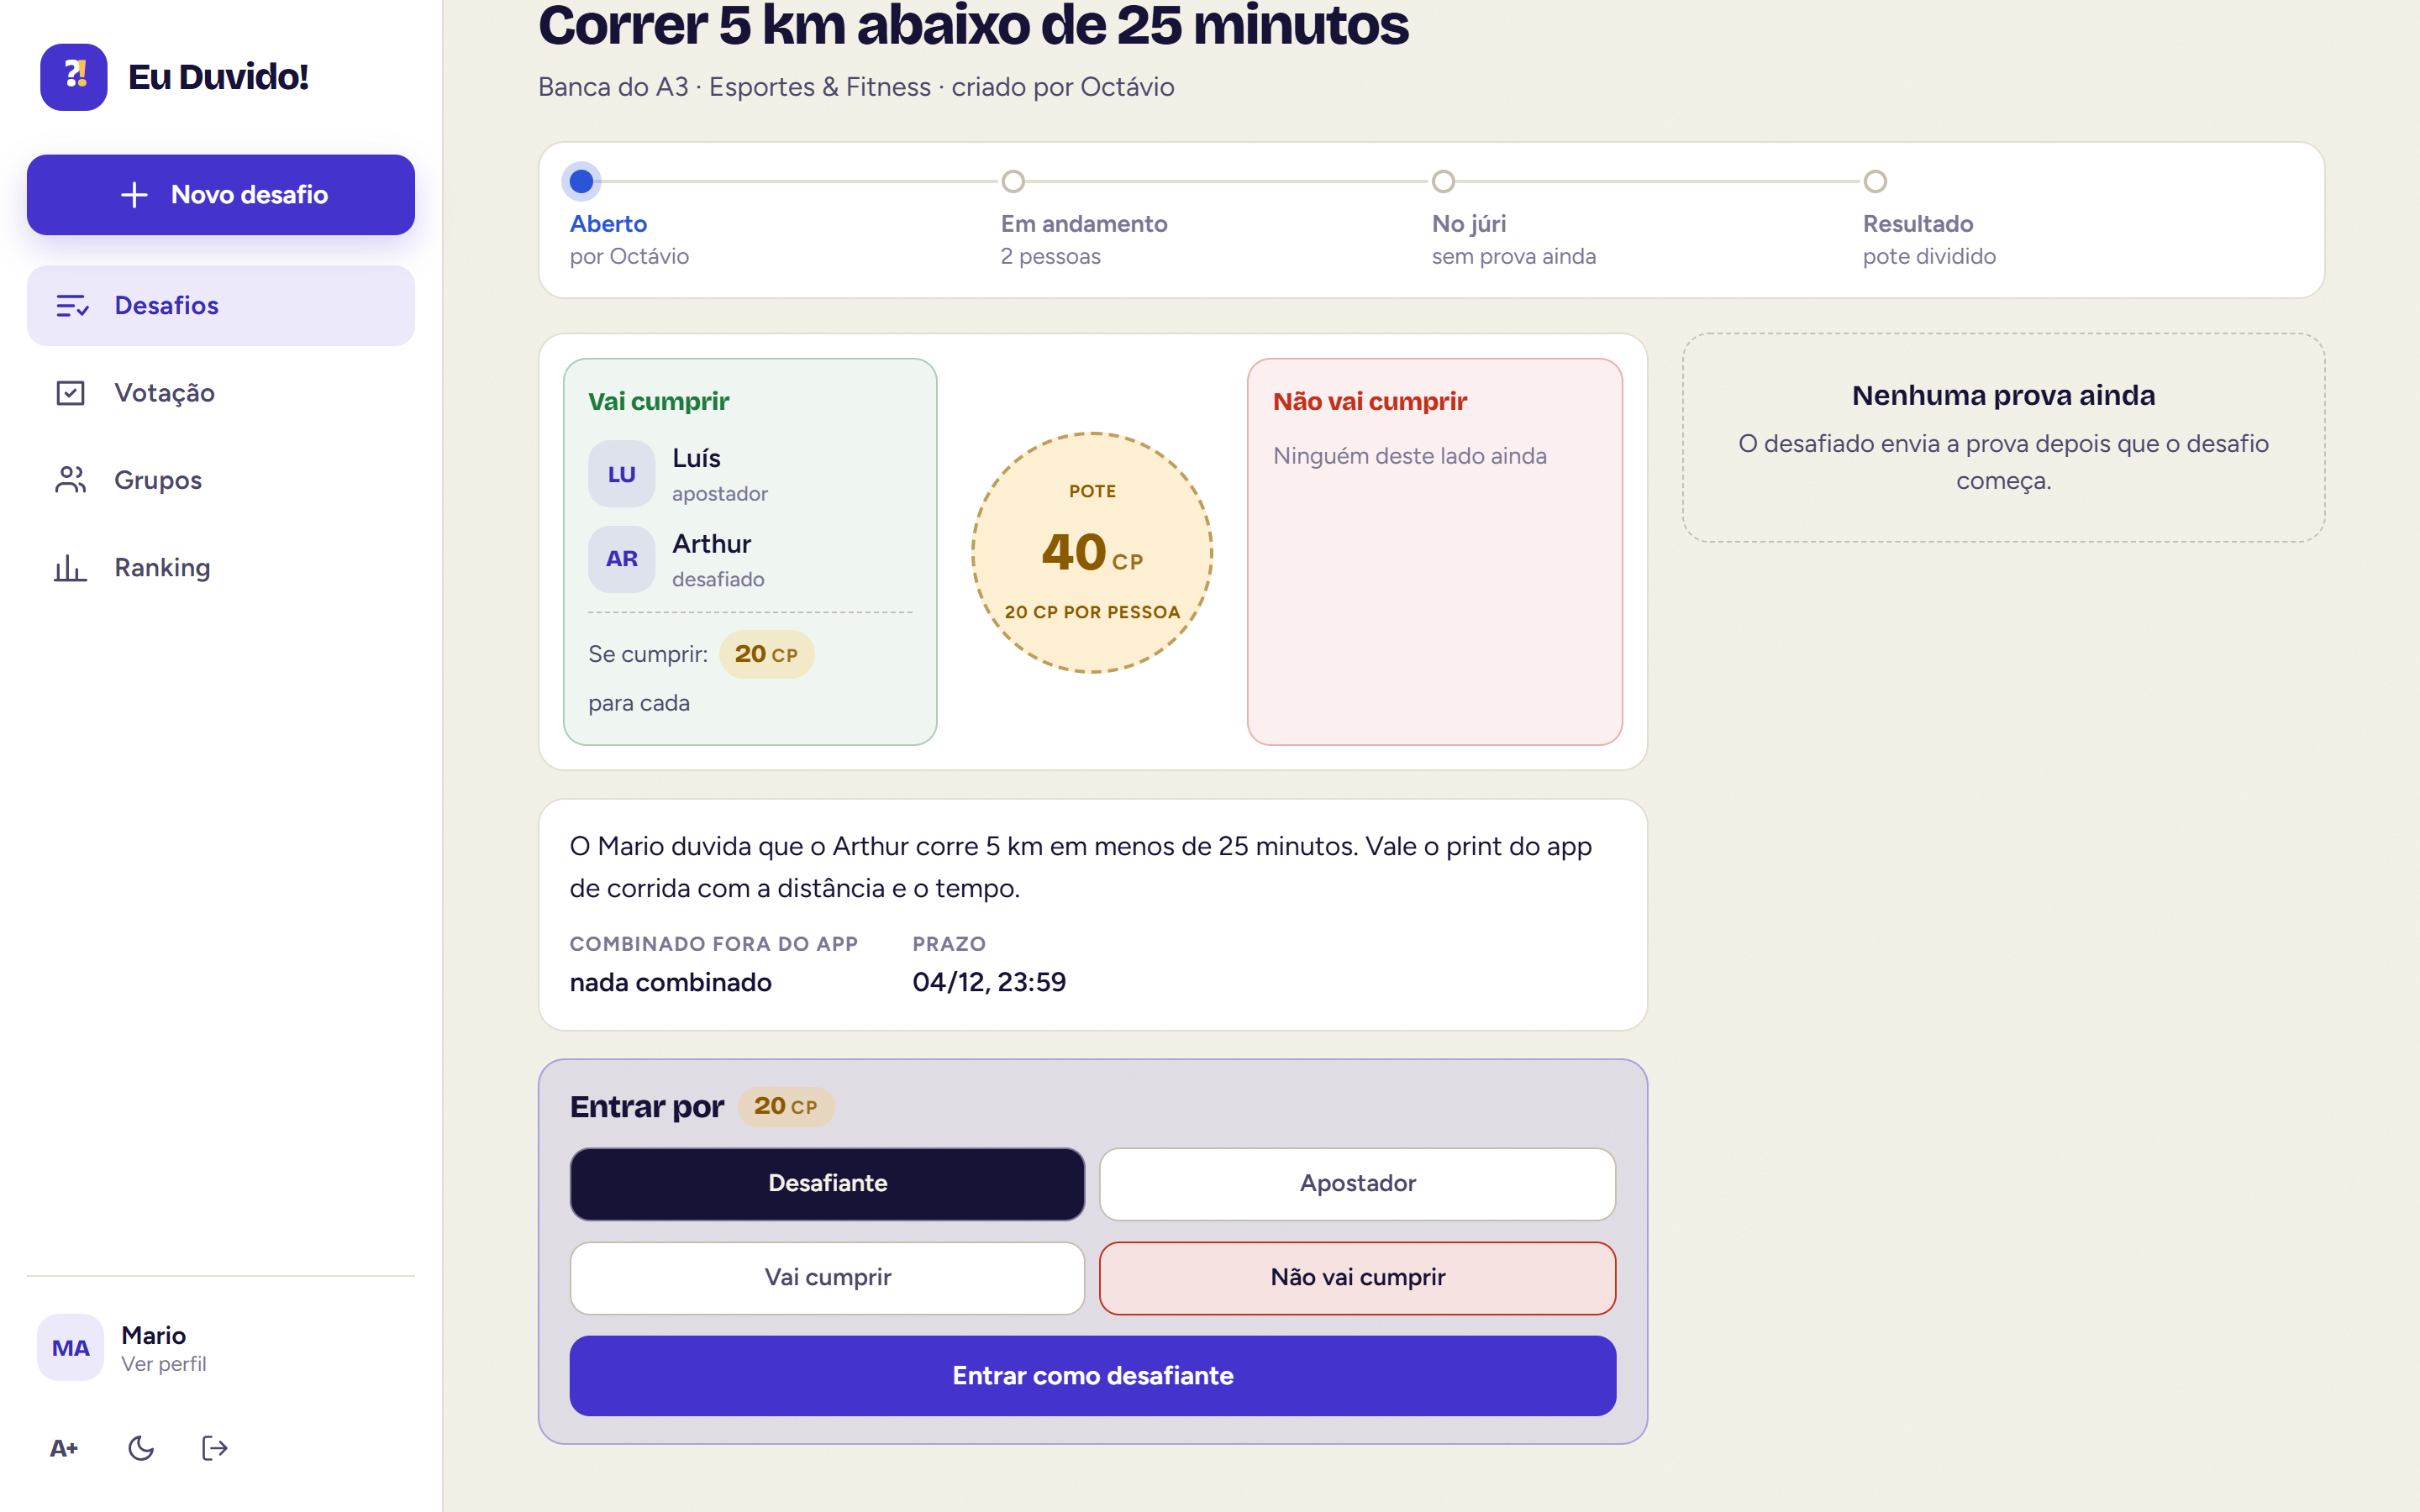 ?!
Eu Duvido!
Novo desafio
Desafios
Votação
Grupos
Ranking
MA
Mario
Ver perfil
A+
Correr 5 km abaixo de 25 minutos
Banca do A3 · Esportes & Fitness · criado por Octávio
Aberto
por Octávio
Em andamento
2 pessoas
No júri
sem prova ainda
Resultado
pote dividido
Vai cumprir
LU
Luís
apostador
AR
Arthur
desafiado
Se cumprir: 20 CP
para cada
POTE
40 CP
20 CP POR PESSOA
Não vai cumprir
Ninguém deste lado ainda
Nenhuma prova ainda
O desafiado envia a prova depois que o desafio
começa.
O Mario duvida que o Arthur corre 5 km em menos de 25 minutos. Vale o print do app
de corrida com a distância e o tempo.
COMBINADO FORA DO APP
nada combinado
PRAZO
04/12, 23:59
Entrar por 20 CP
Desafiante
Apostador
Vai cumprir
Não vai cumprir
Entrar como desafiante